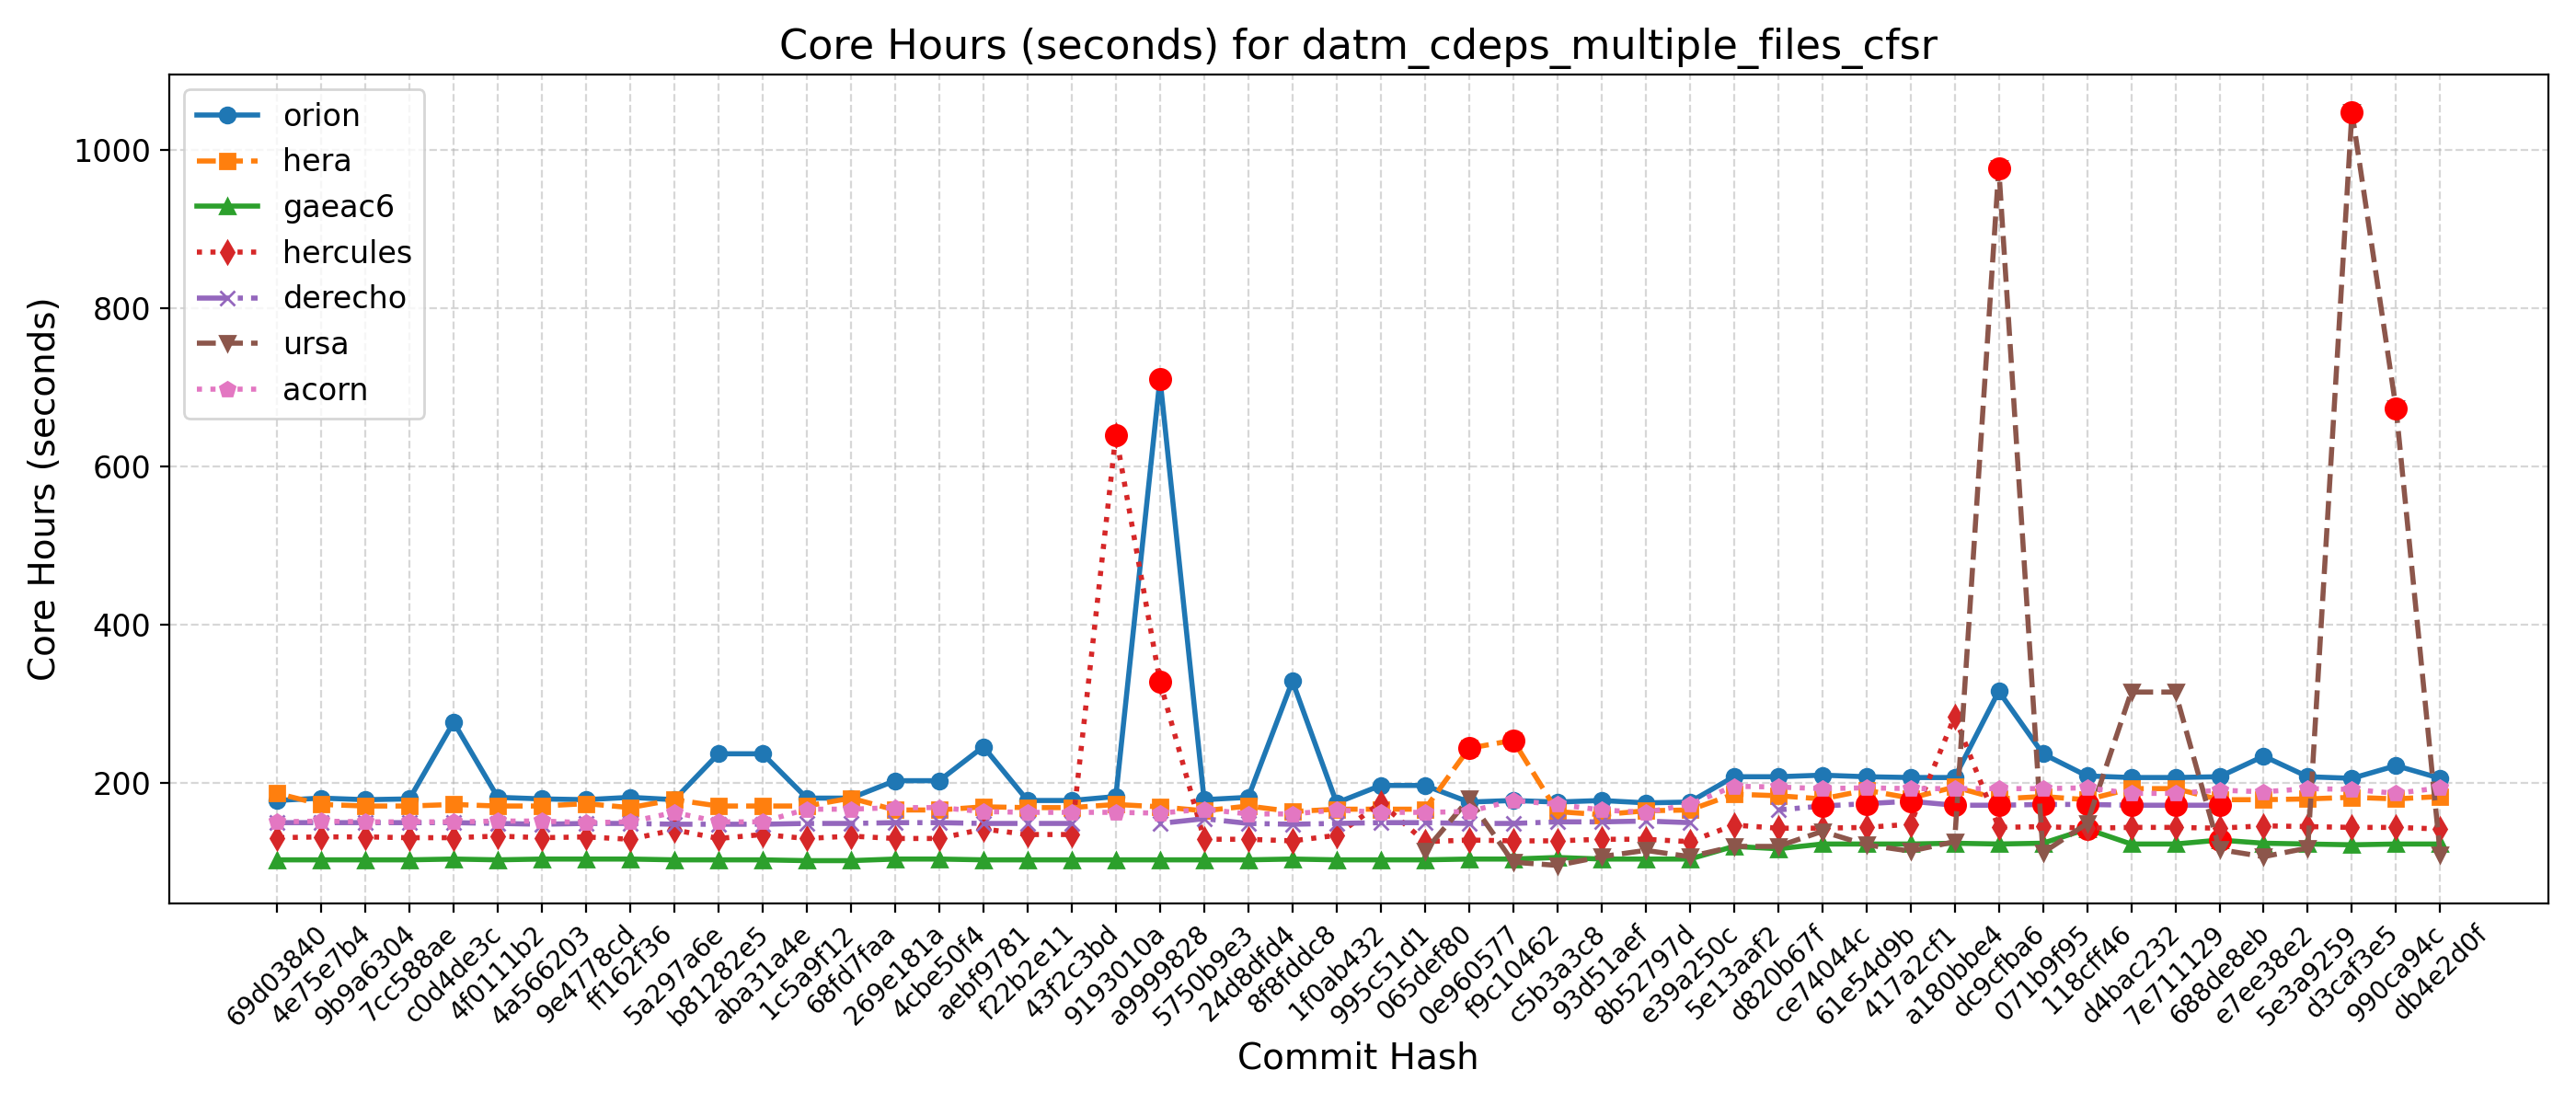 Core Hours (seconds) for datm_cdeps_multiple_files_cfsr
orion
hera
gaeac6
hercules
derecho
ursa
acorn
Core Hours (seconds)
1000
800
600
400
200
69d03840
4e75e7b4
9b9a6304
7cc588ae
c0d4de3c
4f0111b2
4a566203
9e4778cd
ff162f36
5a297a6e
b81282e5
aba31a4e
1c5a9f12
68fd7faa
269e181a
4cbe50f4
aebf9781
f22b2e11
43f2c3bd
9193010a
a9999828
5750b9e3
24d8dfd4
8f8fddc8
1f0ab432
995c51d1
065def80
0e960577
f9c10462
c5b3a3c8
93d51aef
8b52797d
e39a250c
5e13aaf2
d820b67f
ce74044c
61e54d9b
417a2cf1
a180bbe4
dc9cfba6
071b9f95
118cff46
d4bac232
7e711129
688de8eb
e7ee38e2
5e3a9259
d3caf3e5
990ca94c
db4e2d0f
Commit Hash